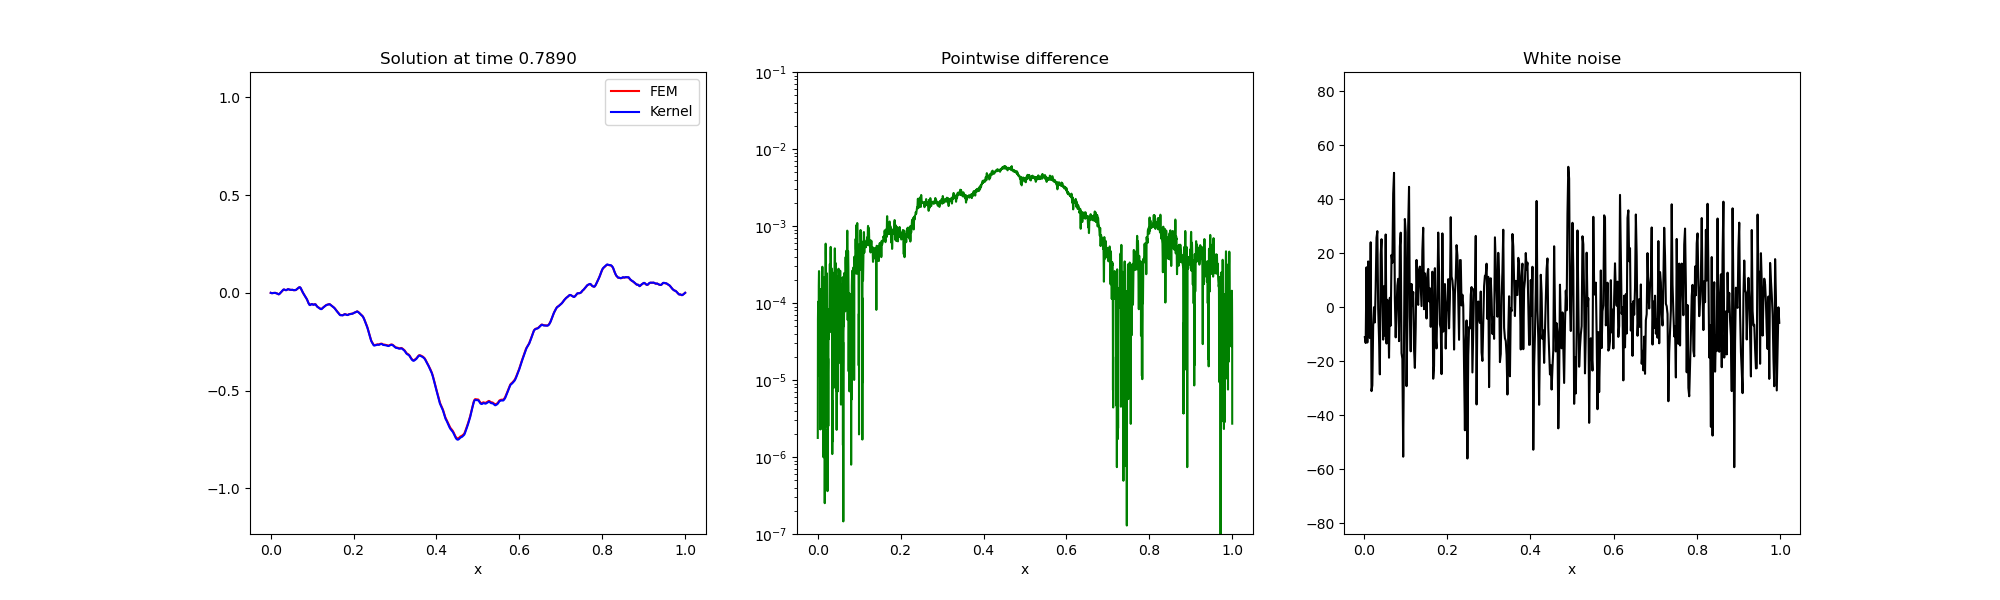 Solution at time 0.7890
1.0
0.5
0.0
−0.5
−1.0
FEM
Kernel
0.0 0.2 0.4 0.6 0.8 1.0
x
Pointwise difference
10⁻¹
10⁻²
10⁻³
10⁻⁴
10⁻⁵
10⁻⁶
10⁻⁷
0.0 0.2 0.4 0.6 0.8 1.0
x
White noise
80
60
40
20
0
−20
−40
−60
−80
0.0 0.2 0.4 0.6 0.8 1.0
x